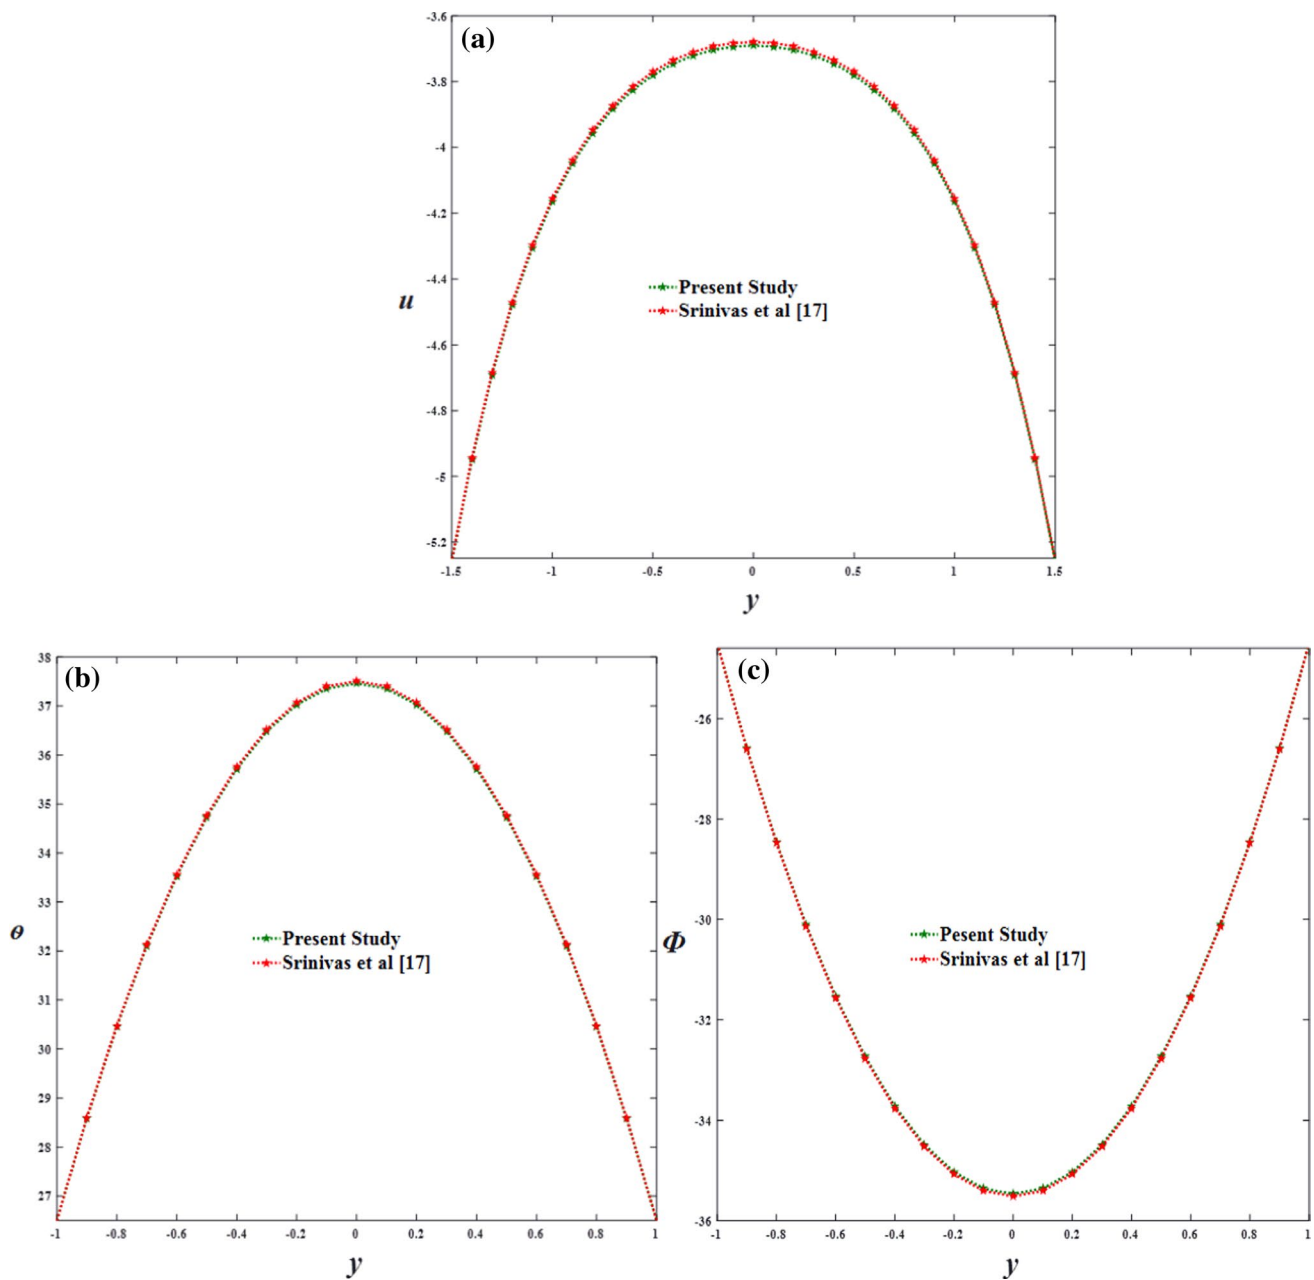 (a)
-3.6
-3.8
-4
-4.2
-4.4
-4.6
-4.8
-5
-5.2
u
Present Study
Srinivas et al [17]
-1.5 -1 -0.5 0 0.5 1 1.5
y
(b)
38
37
36
35
34
33
32
31
30
29
28
27
θ
Present Study
Srinivas et al [17]
-1 -0.8 -0.6 -0.4 -0.2 0 0.2 0.4 0.6 0.8 1
y
(c)
-26
-28
-30
-32
-34
-36
Φ
Pesent Study
Srinivas et al [17]
-1 -0.8 -0.6 -0.4 -0.2 0 0.2 0.4 0.6 0.8 1
y